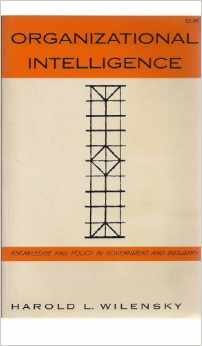 ORGANIZATIONAL
INTELLIGENCE
KNOWLEDGE AND POLICY IN GOVERNMENT AND INDUSTRY
HAROLD L. WILENSKY